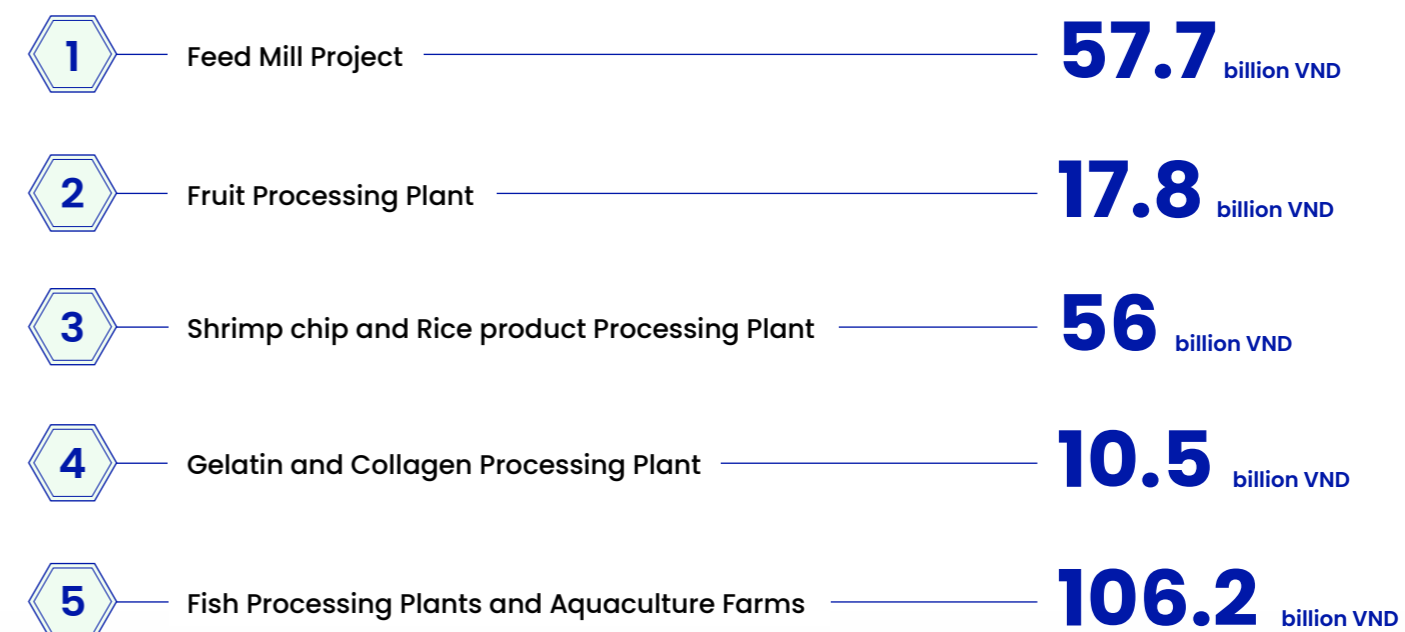 1 Feed Mill Project 57.7 billion VND
2 Fruit Processing Plant 17.8 billion VND
3 Shrimp chip and Rice product Processing Plant 56 billion VND
4 Gelatin and Collagen Processing Plant 10.5 billion VND
5 Fish Processing Plants and Aquaculture Farms 106.2 billion VND